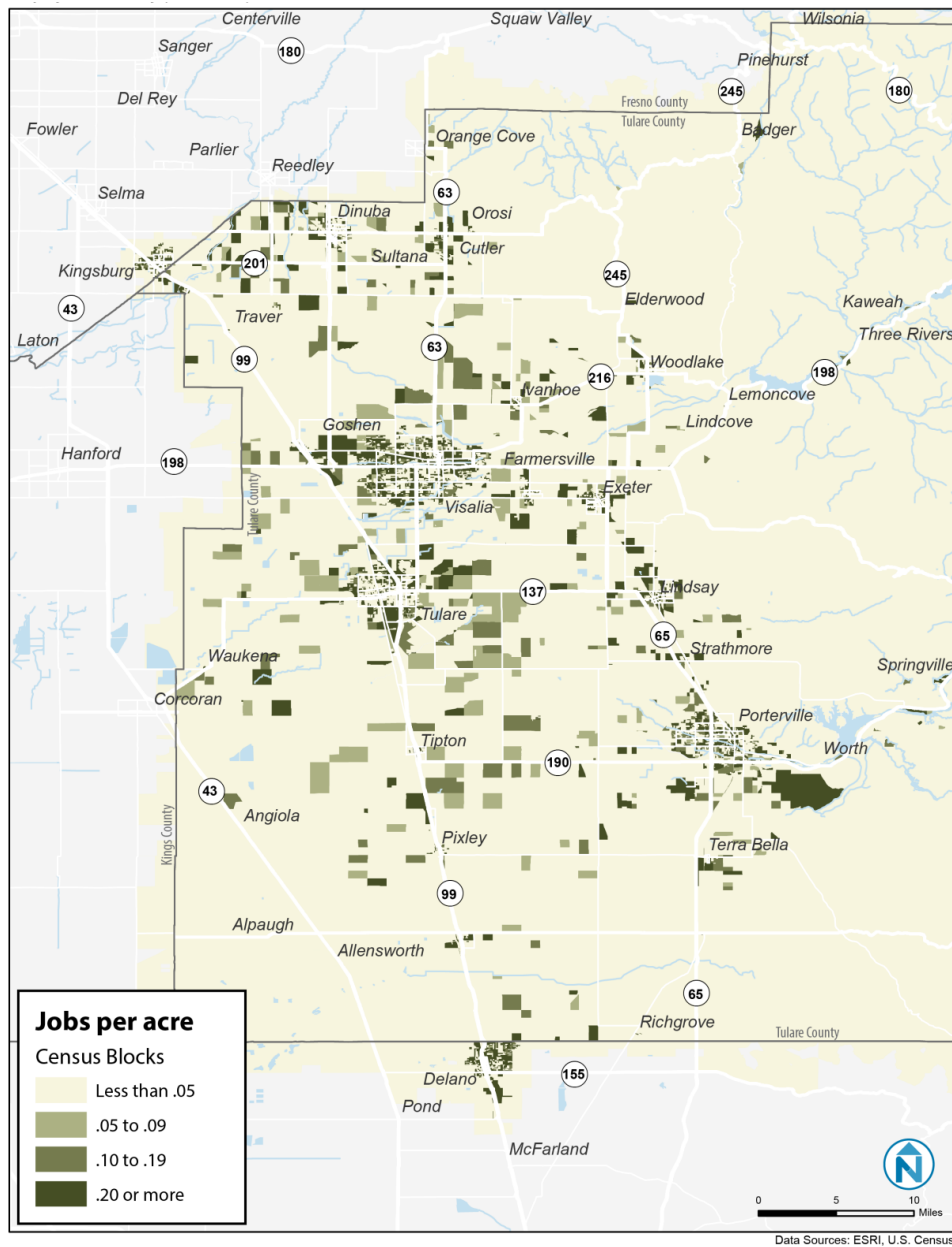 Centerville
Squaw Valley
Wilsonia
Sanger
180
Pinehurst
Del Rey
245
180
Fresno County
Tulare County
Fowler
Badger
Orange Cove
Parlier
Reedley
Selma
63
Dinuba
Orosi
Sultana
Cutler
Kingsburg
201
245
43
Elderwood
Kaweah
Traver
Three Rivers
Laton
99
63
216
Woodlake
198
Ivanhoe
Lemoncove
Lindcove
Goshen
Hanford
198
Farmersville
Exeter
Tulare County
Visalia
137
Lindsay
Tulare
65
Strathmore
Waukena
Springville
Corcoran
Porterville
Tipton
Worth
190
43
Angiola
Kings County
Pixley
Terra Bella
99
Alpaugh
Allensworth
65
Richgrove
Tulare County
Delano
155
Pond
McFarland
Jobs per acre
Census Blocks
Less than .05
.05 to .09
.10 to .19
.20 or more
N
0 5 10
Miles
Data Sources: ESRI, U.S. Census